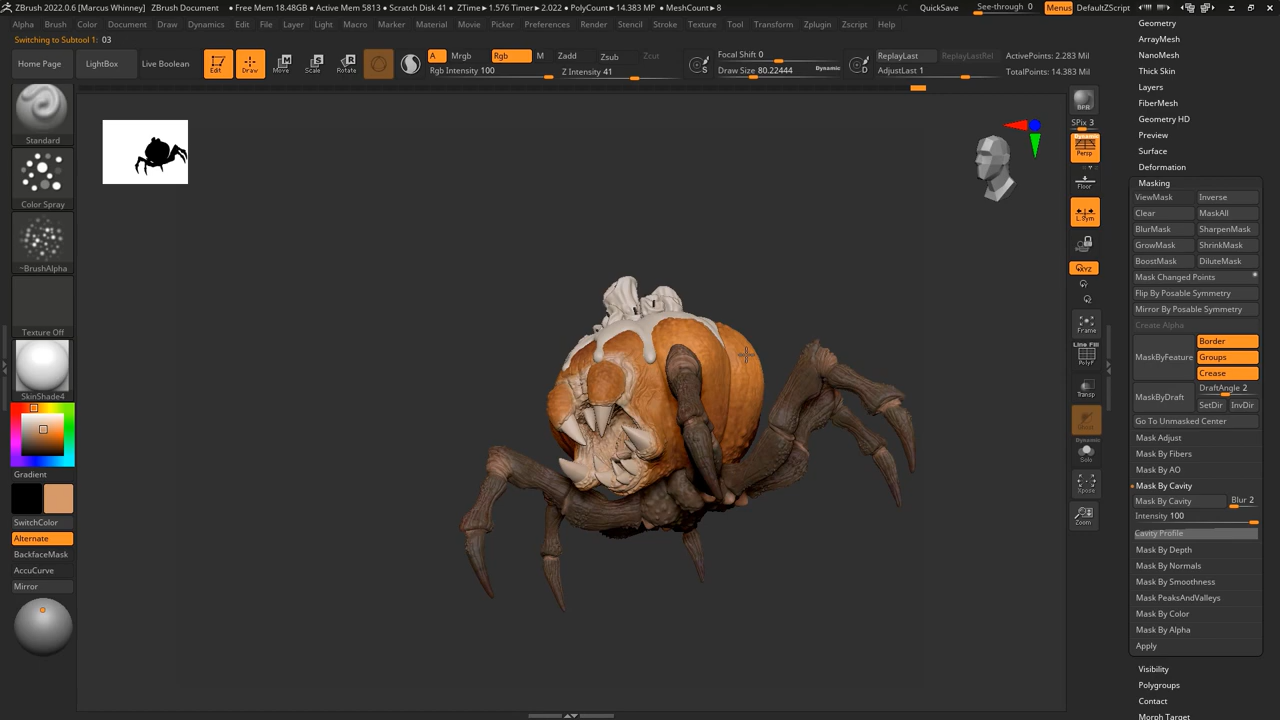 ZBrush 2022.0.6 [Marcus Whinney] ZBrush Document • Free Mem 18.48GB • Active Mem 5813 • Scratch Disk 41 • ZTime▸1.576 Timer▸2.022 • PolyCount▸14.383 MP • MeshCount▸8 AC QuickSave See-through 0 Menus DefaultZScript
Alpha Brush Color Document Draw Dynamics Edit File Layer Light Macro Marker Material Movie Picker Preferences Render Stencil Stroke Texture Tool Transform Zplugin Zscript Help
Switching to Subtool 1: 03
Home Page LightBox Live Boolean Edit Draw Move Scale Rotate
A Mrgb Rgb M Zadd Zsub Zcut
Rgb Intensity 100 Z Intensity 41
Focal Shift 0
Draw Size 80.22444 Dynamic
ReplayLast ReplayLastRel
AdjustLast 1
ActivePoints: 2.283 mil
TotalPoints: 14.383 Mil
S
D
Standard
Color Spray
~BrushAlpha
Texture Off
SkinShade4
Gradient
SwitchColor
Alternate
BackfaceMask
AccuCurve
Mirror
BPR
SPix 3
Dynamic
Persp
Floor
L.Sym
XYZ
Frame
Line Fill
PolyF
Transp
Ghost
Dynamic
Solo
Xpose
Zoom
Geometry
ArrayMesh
NanoMesh
Thick Skin
Layers
FiberMesh
Geometry HD
Preview
Surface
Deformation
Masking
ViewMask Inverse
Clear MaskAll
BlurMask SharpenMask
GrowMask ShrinkMask
BoostMask DiluteMask
Mask Changed Points
Flip By Posable Symmetry
Mirror By Posable Symmetry
Create Alpha
MaskByFeature
Border
Groups
Crease
MaskByDraft
DraftAngle 2
SetDir InvDir
Go To Unmasked Center
Mask Adjust
Mask By Fibers
Mask By AO
Mask By Cavity
Mask By Cavity Blur 2
Intensity 100
Cavity Profile
Mask By Depth
Mask By Normals
Mask By Smoothness
Mask PeaksAndValleys
Mask By Color
Mask By Alpha
Apply
Visibility
Polygroups
Contact
Morph Target